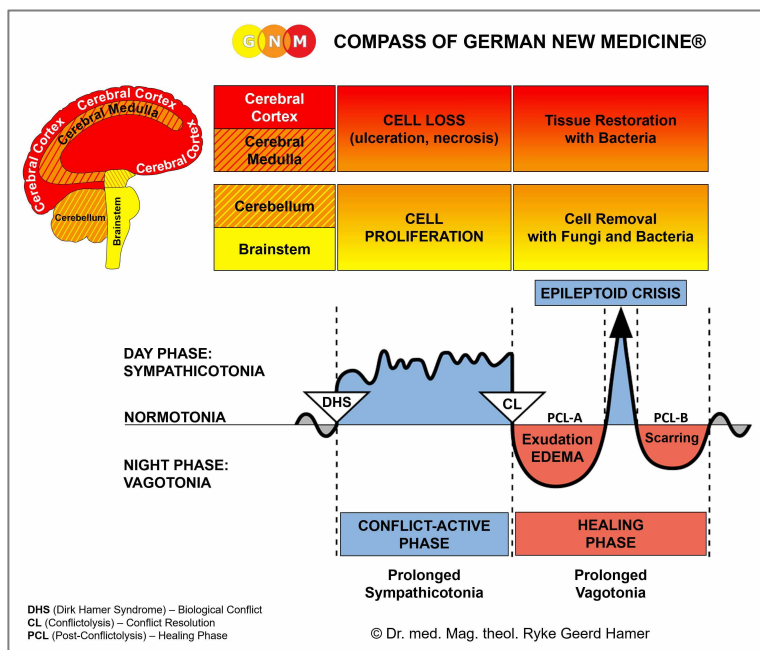 G N M
COMPASS OF GERMAN NEW MEDICINE®
Cerebral Cortex
Cerebral Medulla
Cerebral Cortex
Cerebral Cortex
Cerebral Cortex
Cerebellum
Brainstem
Cerebral
Cortex
Cerebral
Medulla
CELL LOSS
(ulceration, necrosis)
Tissue Restoration
with Bacteria
Cerebellum
Brainstem
CELL
PROLIFERATION
Cell Removal
with Fungi and Bacteria
EPILEPTOID CRISIS
DAY PHASE:
SYMPATHICOTONIA
DHS
CL
NORMOTONIA
PCL-A
PCL-B
Exudation
EDEMA
Scarring
NIGHT PHASE:
VAGOTONIA
CONFLICT-ACTIVE
PHASE
HEALING
PHASE
Prolonged
Sympathicotonia
Prolonged
Vagotonia
DHS (Dirk Hamer Syndrome) – Biological Conflict
CL (Conflictolysis) – Conflict Resolution
PCL (Post-Conflictolysis) – Healing Phase
© Dr. med. Mag. theol. Ryke Geerd Hamer